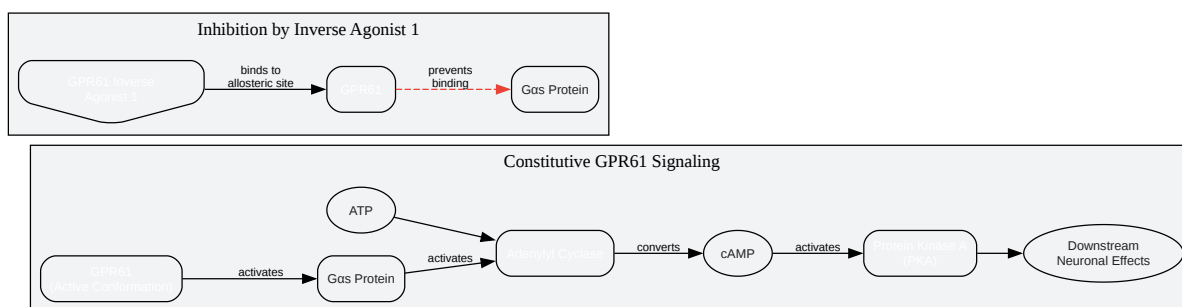 Inhibition by Inverse Agonist 1
GPR61 Inverse
Agonist 1
binds to
allosteric site
GPR61
prevents
binding
Gαs Protein
Constitutive GPR61 Signaling
ATP
GPR61
(Active Conformation)
activates
Gαs Protein
activates
Adenylyl Cyclase
converts
cAMP
activates
Protein Kinase A
(PKA)
Downstream
Neuronal Effects